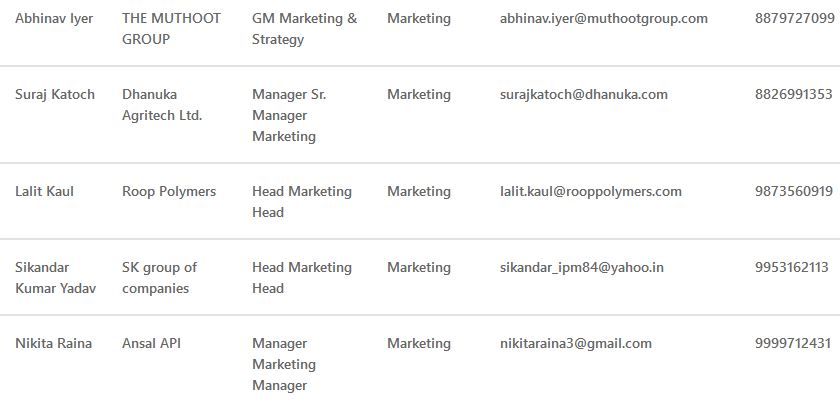 Abhinav Iyer THE MUTHOOT GM Marketing & Marketing abhinav.iyer@muthootgroup.com 8879727099
GROUP Strategy
Suraj Katoch Dhanuka Manager Sr. Marketing surajkatoch@dhanuka.com 8826991353
Agritech Ltd. Manager
Marketing
Lalit Kaul Roop Polymers Head Marketing Marketing lalit.kaul@rooppolymers.com 9873560919
Head
Sikandar SK group of Head Marketing Marketing sikandar_ipm84@yahoo.in 9953162113
Kumar Yadav companies Head
Nikita Raina Ansal API Manager Marketing nikitaraina3@gmail.com 9999712431
Marketing
Manager